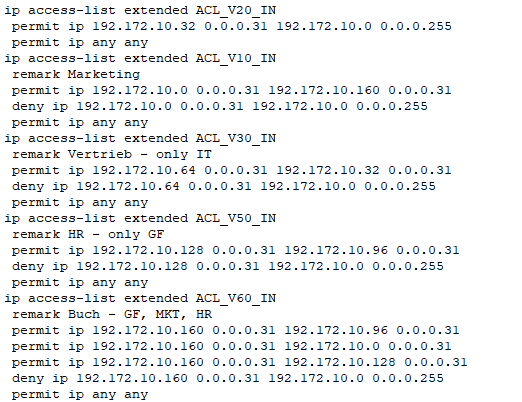 ip access-list extended ACL_V20_IN
permit ip 192.172.10.32 0.0.0.31 192.172.10.0 0.0.0.255
permit ip any any
ip access-list extended ACL_V10_IN
remark Marketing
permit ip 192.172.10.0 0.0.0.31 192.172.10.160 0.0.0.31
deny ip 192.172.10.0 0.0.0.31 192.172.10.0 0.0.0.255
permit ip any any
ip access-list extended ACL_V30_IN
remark Vertrieb - only IT
permit ip 192.172.10.64 0.0.0.31 192.172.10.32 0.0.0.31
deny ip 192.172.10.64 0.0.0.31 192.172.10.0 0.0.0.255
permit ip any any
ip access-list extended ACL_V50_IN
remark HR - only GF
permit ip 192.172.10.128 0.0.0.31 192.172.10.96 0.0.0.31
deny ip 192.172.10.128 0.0.0.31 192.172.10.0 0.0.0.255
permit ip any any
ip access-list extended ACL_V60_IN
remark Buch - GF, MKT, HR
permit ip 192.172.10.160 0.0.0.31 192.172.10.96 0.0.0.31
permit ip 192.172.10.160 0.0.0.31 192.172.10.0 0.0.0.31
permit ip 192.172.10.160 0.0.0.31 192.172.10.128 0.0.0.31
deny ip 192.172.10.160 0.0.0.31 192.172.10.0 0.0.0.255
permit ip any any